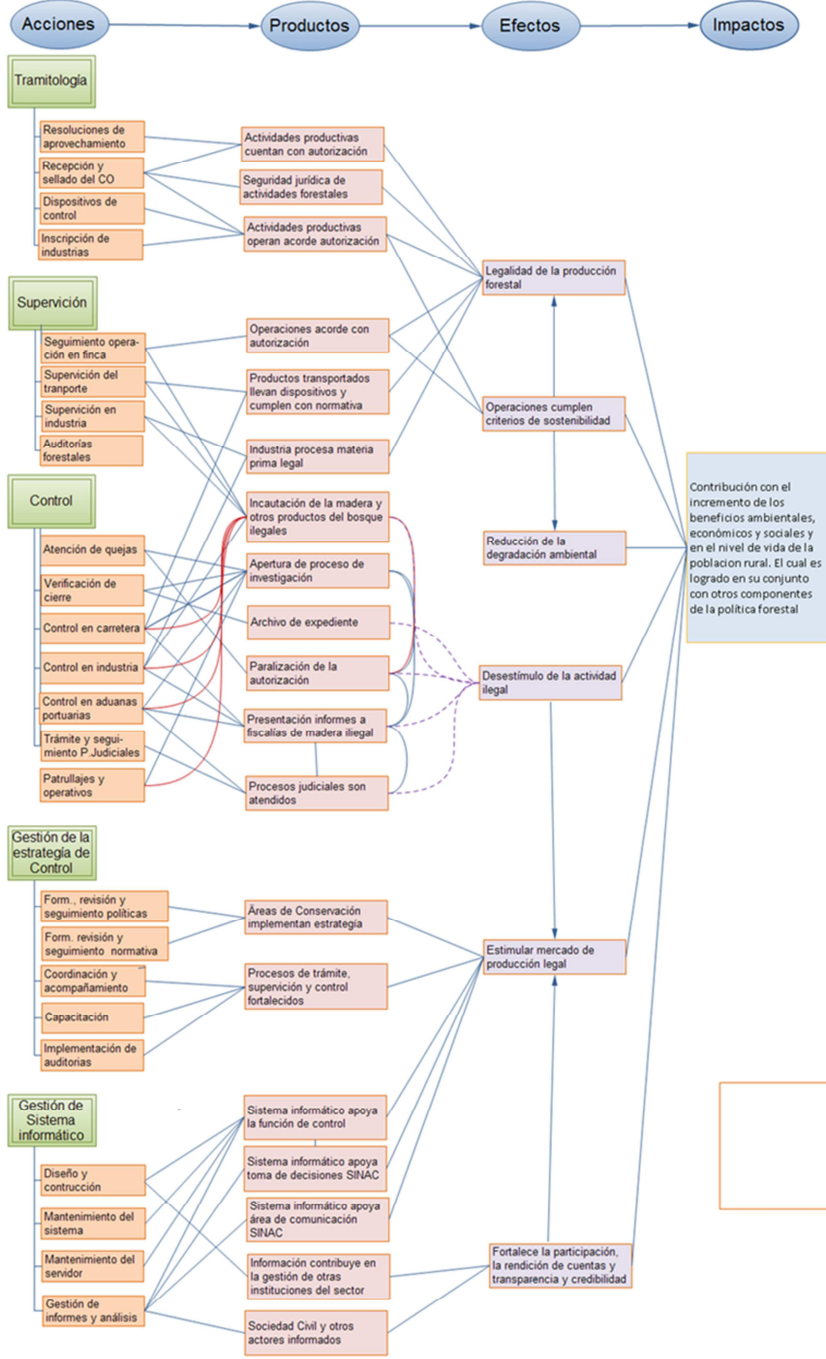 Acciones
Productos
Efectos
Impactos
Tramitología
Resoluciones de
aprovechamiento
Recepción y
sellado del CO
Dispositivos de
control
Inscripción de
industrias
Actividades productivas
cuentan con autorización
Seguridad jurídica de
actividades forestales
Actividades productivas
operan acorde autorización
Legalidad de la producción
forestal
Supervición
Seguimiento opera-
ción en finca
Supervición del
tranporte
Supervición en
industria
Auditorías
forestales
Operaciones acorde con
autorización
Productos transportados
llevan dispositivos y
cumplen con normativa
Industria procesa materia
prima legal
Operaciones cumplen
criterios de sostenibilidad
Control
Atención de quejas
Verificación de
cierre
Control en carretera
Control en industria
Control en aduanas
portuarias
Trámite y segui-
miento P.Judiciales
Patrullajes y
operativos
Incautación de la madera y
otros productos del bosque
ilegales
Apertura de proceso de
investigación
Archivo de expediente
Paralización de la
autorización
Presentación informes a
fiscalías de madera iliegal
Procesos judiciales son
atendidos
Reducción de la
degradación ambiental
Desestímulo de la actividad
ilegal
Contribución con el
incremento de los
beneficios ambientales,
económicos y sociales y
en el nivel de vida de la
poblacion rural. El cual es
logrado en su conjunto
con otros componentes
de la política forestal
Gestión de la
estrategía de
Control
Form., revisión y
seguimiento políticas
Form. revisión y
seguimiento normativa
Coordinación y
acompañamiento
Capacitación
Implementación de
auditorias
Áreas de Conservación
implementan estrategía
Procesos de trámite,
supervición y control
fortalecidos
Estimular mercado de
producción legal
Gestión de
Sistema
informático
Diseño y
contrucción
Mantenimiento del
sistema
Mantenimiento del
servidor
Gestión de
informes y análisis
Sistema informático apoya
la función de control
Sistema informático apoya
toma de decisiones SINAC
Sistema informático apoya
área de comunicación
SINAC
Información contribuye en
la gestión de otras
instituciones del sector
Sociedad Civil y otros
actores informados
Fortalece la participación,
la rendición de cuentas y
transparencia y credibilidad